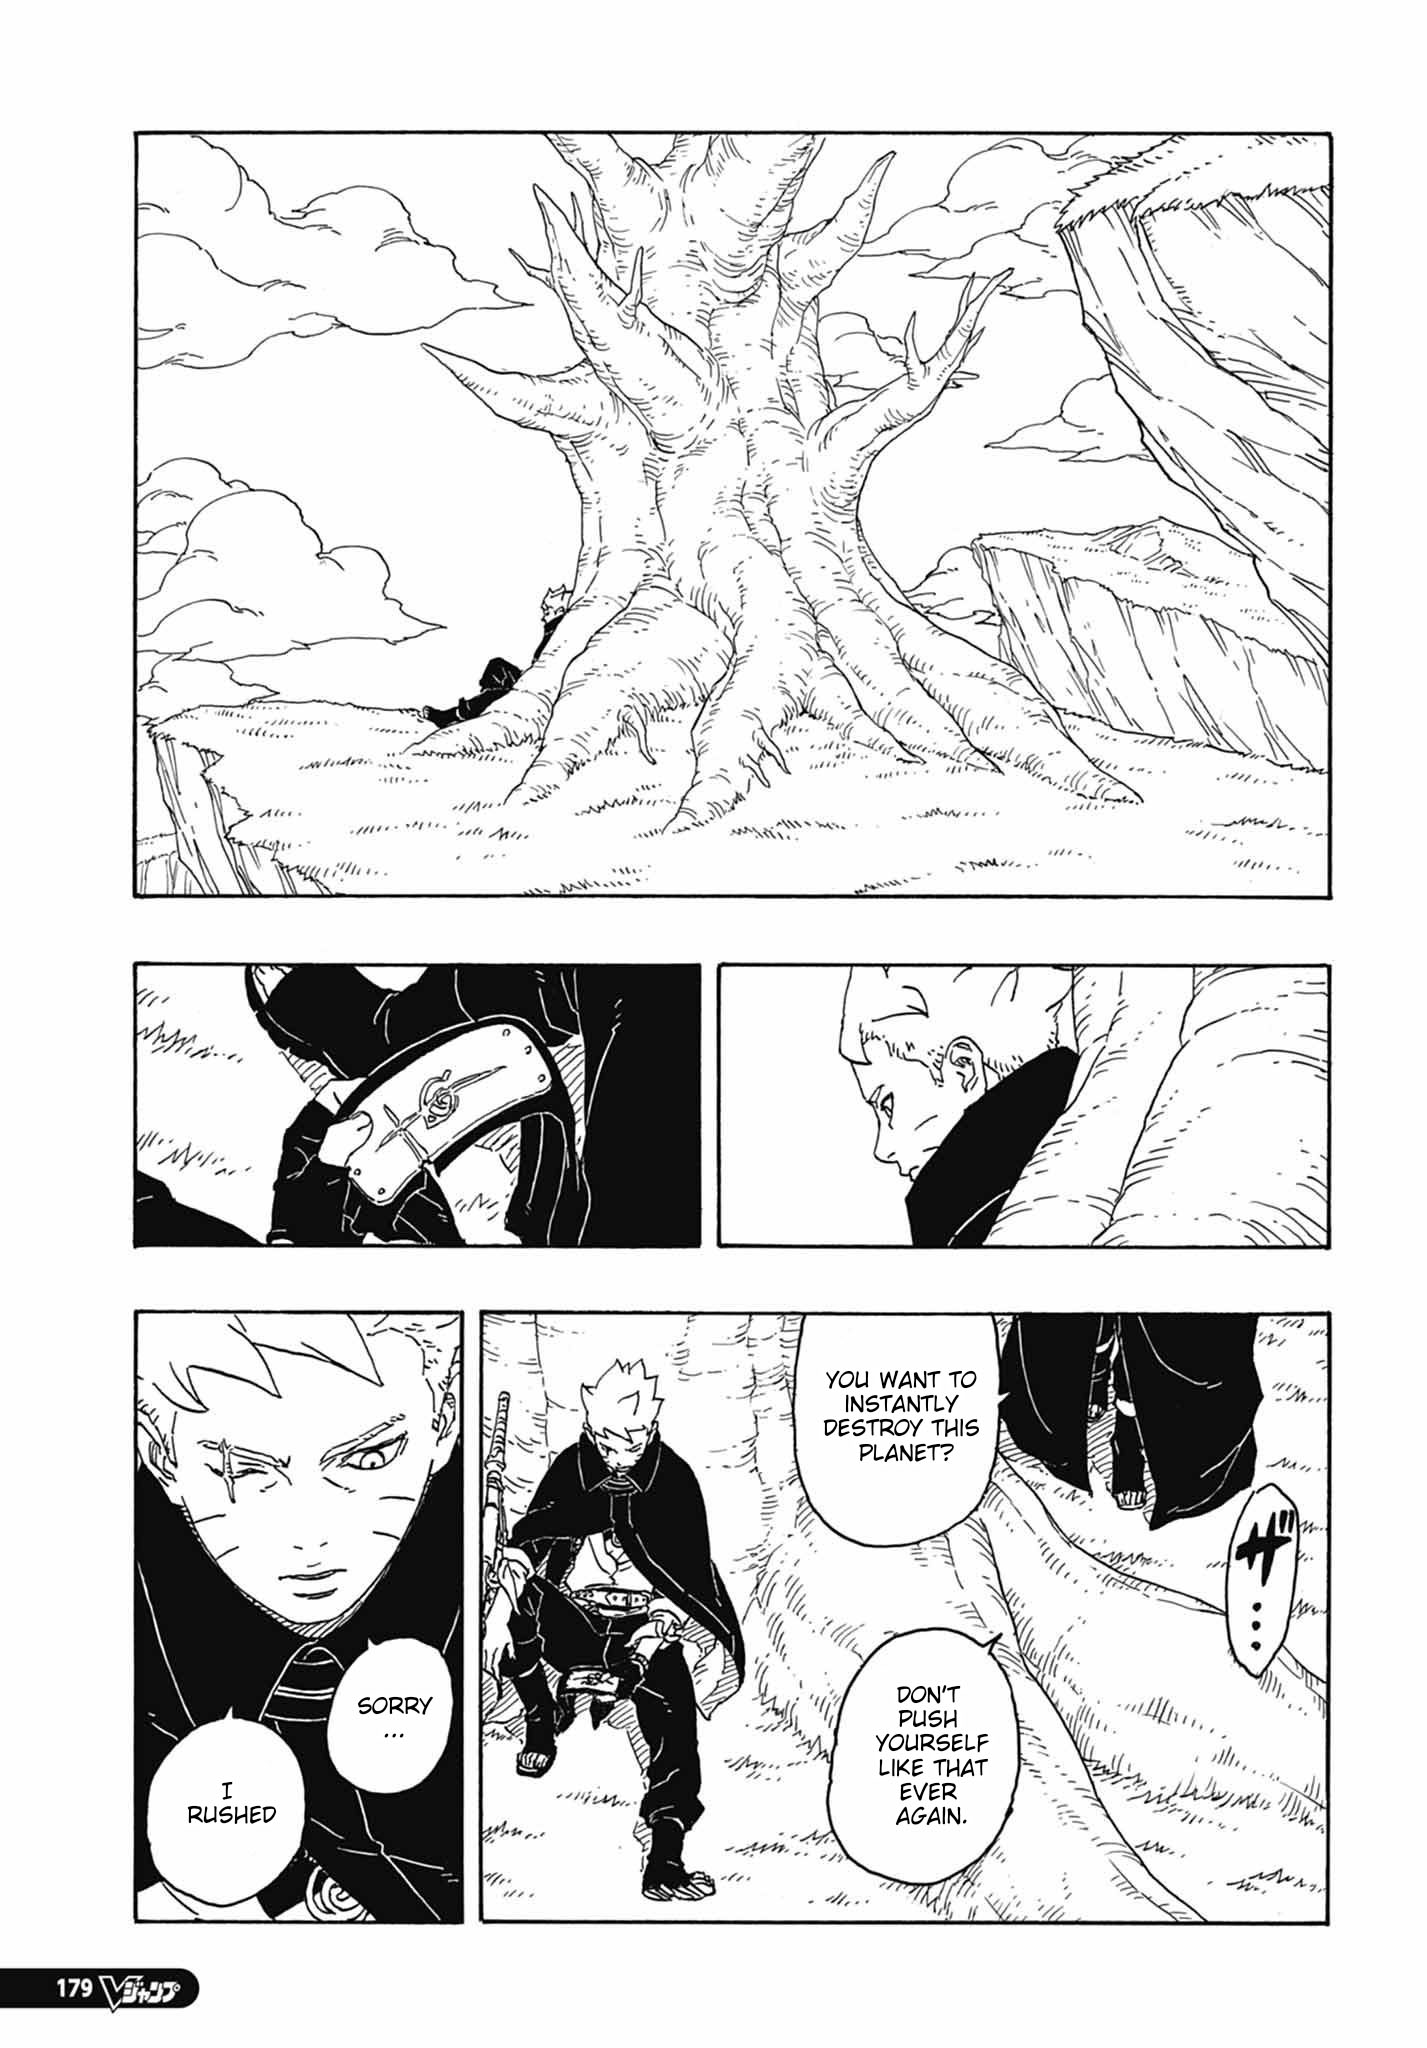 YOU WANT TO
INSTANTLY
DESTROY THIS
PLANET?
ザ…
DON'T
PUSH
YOURSELF
LIKE THAT
EVER
AGAIN.
SORRY
...
I
RUSHED
179 Vジャンプ